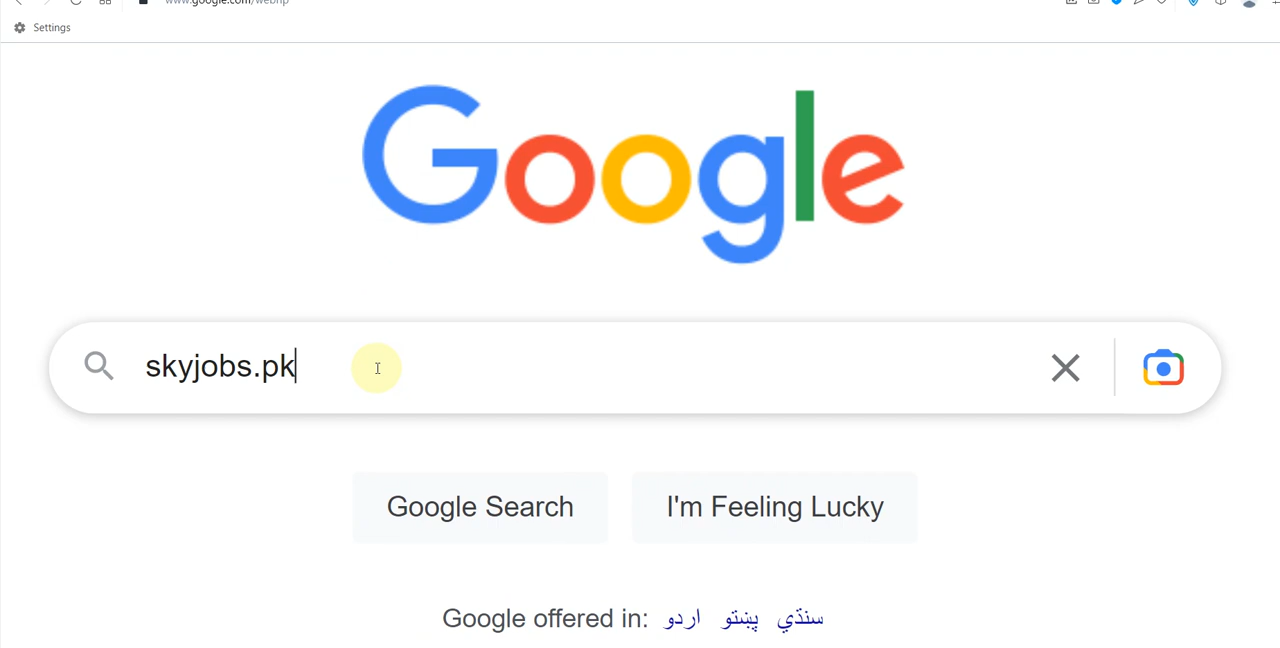 www.google.com/webhp
Settings
Google
skyjobs.pk
Google Search
I'm Feeling Lucky
Google offered in: اردو پښتو سنڌي